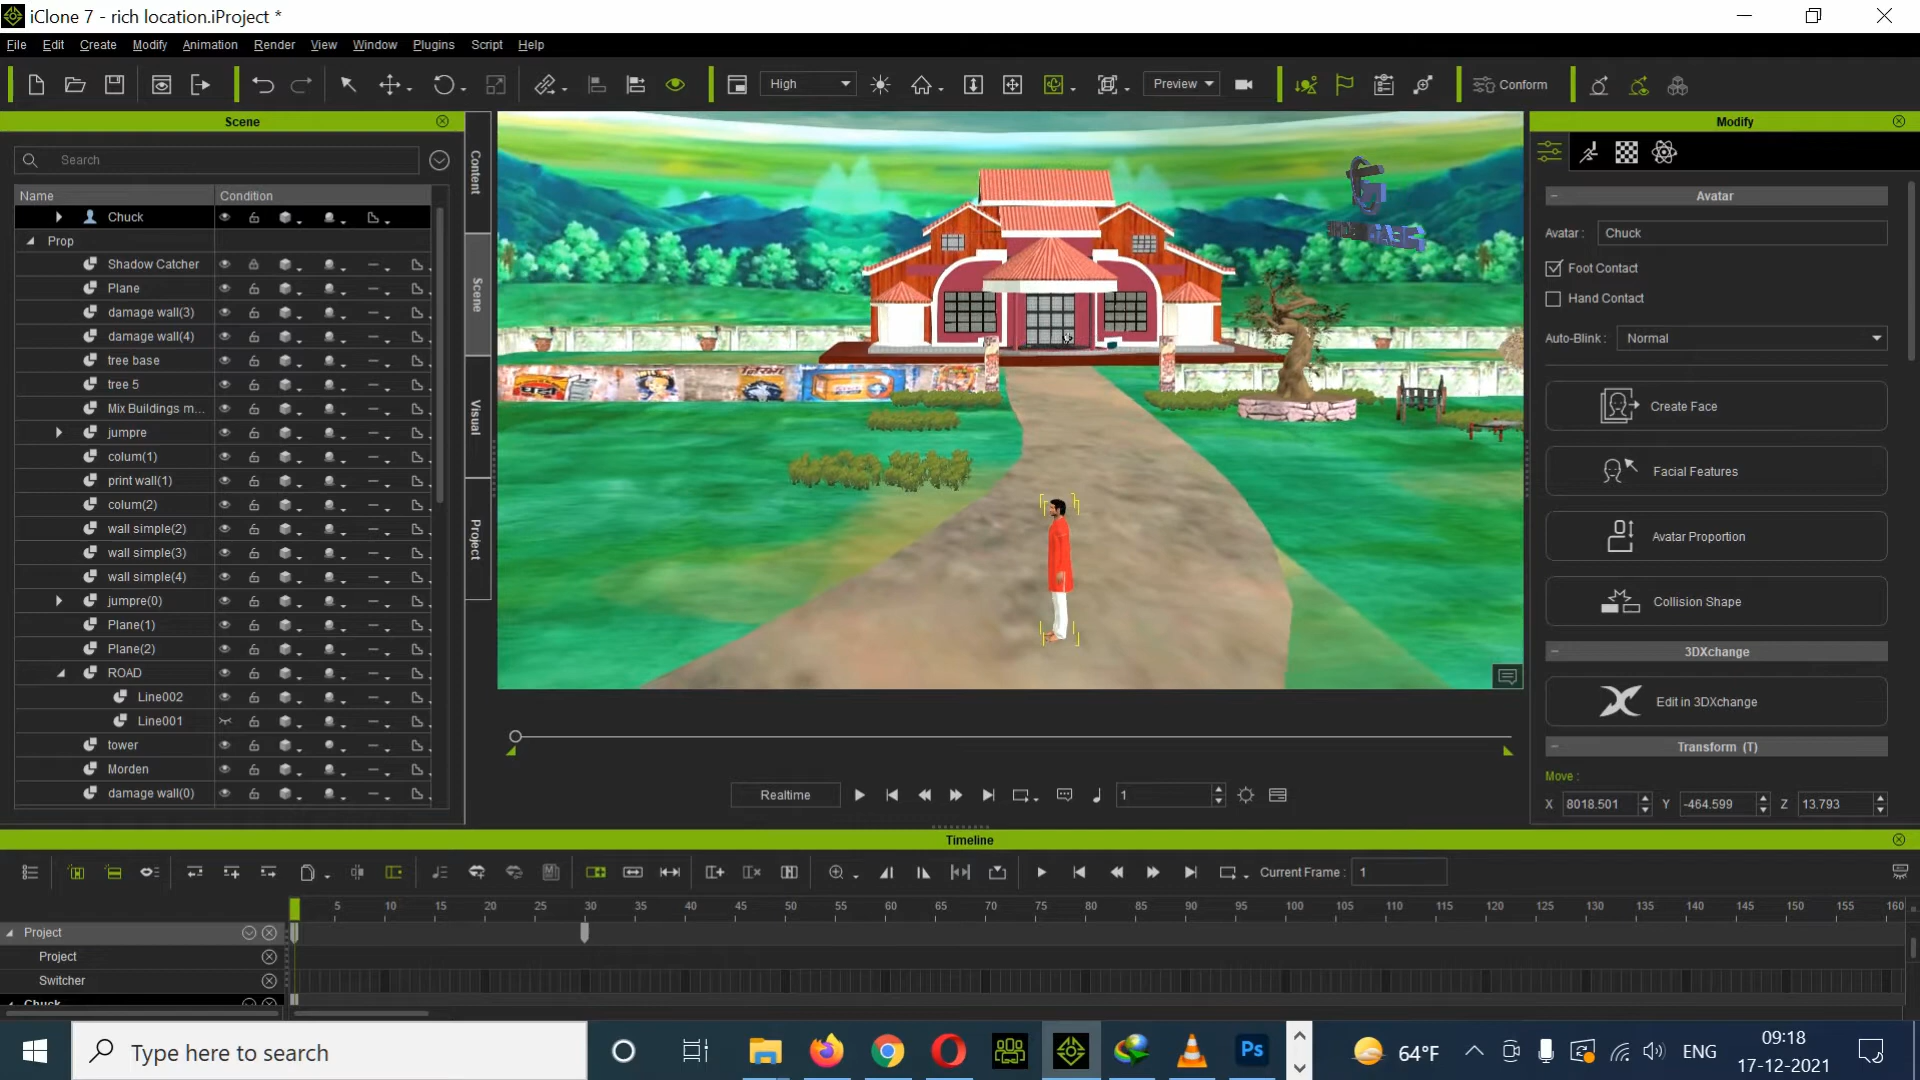 iClone 7 - rich location.iProject *
File Edit Create Modify Animation Render View Window Plugins Script Help
High Preview Conform
Scene
Search
Name Condition
Chuck
Prop
Shadow Catcher
Plane
damage wall(3)
damage wall(4)
tree base
tree 5
Mix Buildings m...
jumpre
colum(1)
print wall(1)
colum(2)
wall simple(2)
wall simple(3)
wall simple(4)
jumpre(0)
Plane(1)
Plane(2)
ROAD
Line002
Line001
tower
Morden
damage wall(0)
Content
Scene
Visual
Project
Modify
Avatar
Avatar : Chuck
Foot Contact
Hand Contact
Auto-Blink : Normal
Create Face
Facial Features
Avatar Proportion
Collision Shape
3DXchange
Edit in 3DXchange
Transform (T)
Move :
X 8018.501 Y -464.599 Z 13.793
Realtime 1
Timeline
Current Frame : 1
5 10 15 20 25 30 35 40 45 50 55 60 65 70 75 80 85 90 95 100 105 110 115 120 125 130 135 140 145 150 155 160
Project
Project
Switcher
Chuck
Type here to search
Ps
64°F
ENG
09:18
17-12-2021